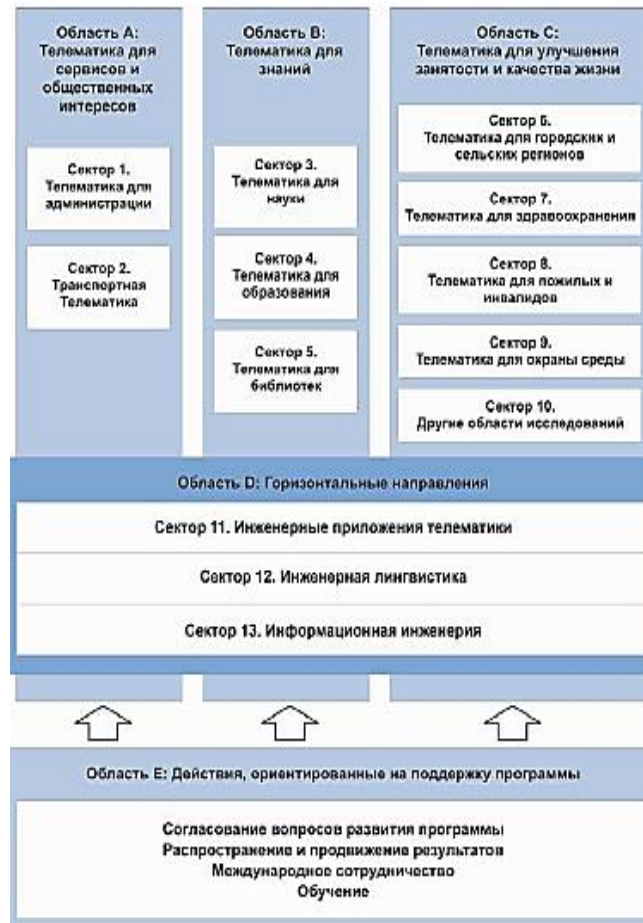 Область A:
Телематика для
сервисов и
общественных
интересов
Сектор 1.
Телематика для
администрации
Сектор 2.
Транспортная
Телематика
Область B:
Телематика для
знаний
Сектор 3.
Телематика для
науки
Сектор 4.
Телематика для
образования
Сектор 5.
Телематика для
библиотек
Область C:
Телематика для улучшения
занятости и качества жизни
Сектор 6.
Телематика для городских и
сельских регионов
Сектор 7.
Телематика для здравоохранения
Сектор 8.
Телематика для пожилых и
инвалидов
Сектор 9.
Телематика для охраны среды
Сектор 10.
Другие области исследований
Область D: Горизонтальные направления
Сектор 11. Инженерные приложения телематики
Сектор 12. Инженерная лингвистика
Сектор 13. Информационная инженерия
Область E: Действия, ориентированные на поддержку программы
Согласование вопросов развития программы
Распространение и продвижение результатов
Международное сотрудничество
Обучение